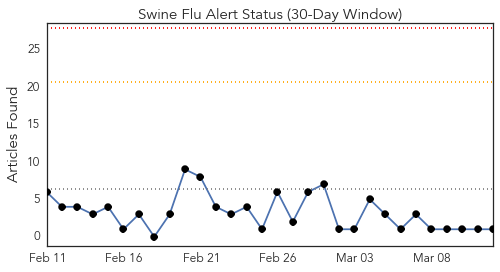 Swine Flu Alert Status (30-Day Window)
Articles Found
25
20
15
10
5
0
Feb 11 Feb 16 Feb 21 Feb 26 Mar 03 Mar 08